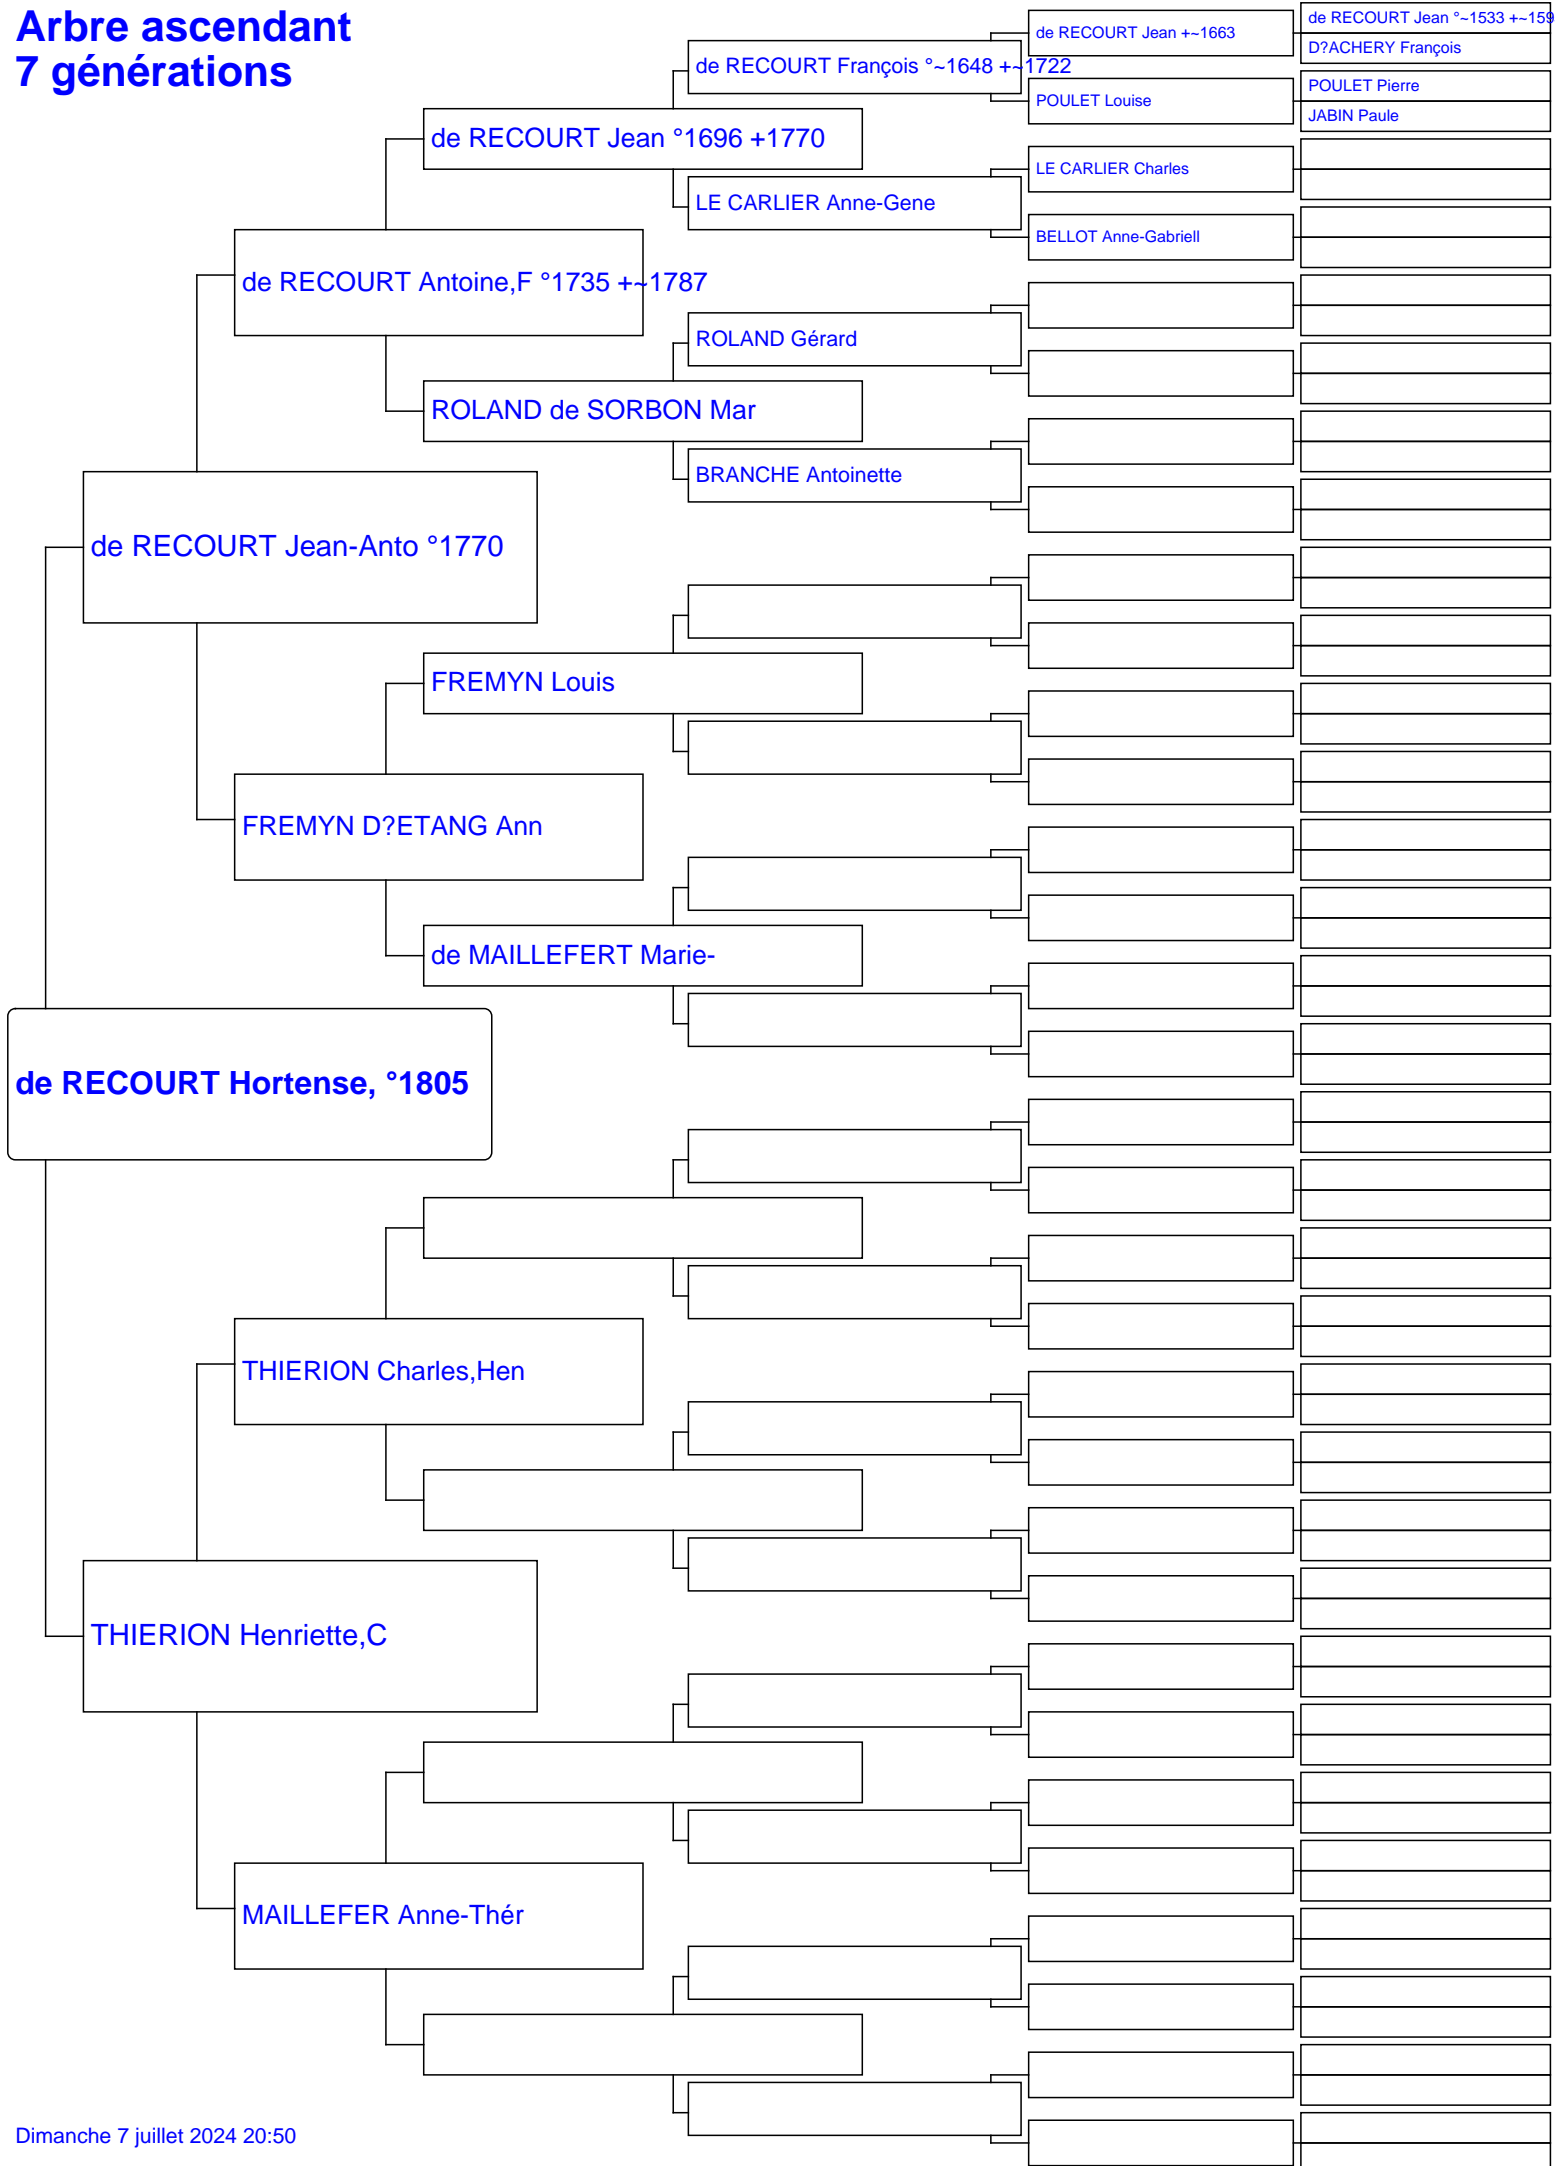 Arbre ascendant
7 générations
de RECOURT Jean +~1663
de RECOURT Jean °~1533 +~159
D?ACHERY François
de RECOURT François °~1648 +~1722
POULET Louise
POULET Pierre
JABIN Paule
de RECOURT Jean °1696 +1770
LE CARLIER Charles
LE CARLIER Anne-Gene
BELLOT Anne-Gabriell
de RECOURT Antoine,F °1735 +~1787
ROLAND Gérard
ROLAND de SORBON Mar
BRANCHE Antoinette
de RECOURT Jean-Anto °1770
FREMYN Louis
FREMYN D?ETANG Ann
de MAILLEFERT Marie-
de RECOURT Hortense, °1805
THIERION Charles,Hen
THIERION Henriette,C
MAILLEFER Anne-Thér
Dimanche 7 juillet 2024 20:50